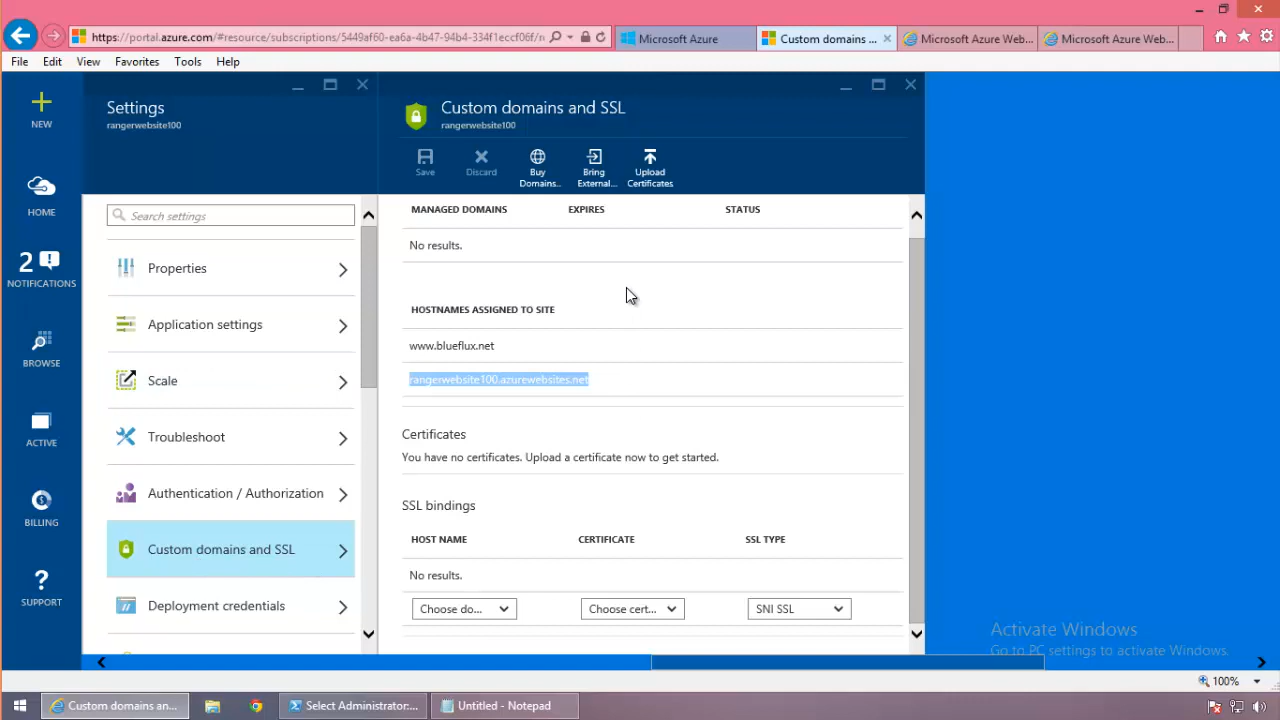 https://portal.azure.com/#resource/subscriptions/5449af60-ea6a-4b47-94b4-334f1eccf06f/r
Microsoft Azure
Custom domains ...
Microsoft Azure Web...
Microsoft Azure Web...
File Edit View Favorites Tools Help
NEW
HOME
2
NOTIFICATIONS
BROWSE
ACTIVE
BILLING
SUPPORT
Settings
rangerwebsite100
Search settings
Properties
Application settings
Scale
Troubleshoot
Authentication / Authorization
Custom domains and SSL
Deployment credentials
Custom domains and SSL
rangerwebsite100
Save
Discard
Buy Domains..
Bring External...
Upload Certificates
MANAGED DOMAINS EXPIRES STATUS
No results.
HOSTNAMES ASSIGNED TO SITE
www.blueflux.net
rangerwebsite100.azurewebsites.net
Certificates
You have no certificates. Upload a certificate now to get started.
SSL bindings
HOST NAME CERTIFICATE SSL TYPE
No results.
Choose do... Choose cert... SNI SSL
Activate Windows
Go to PC settings to activate Windows.
100%
Custom domains an...
Select Administrator:...
Untitled - Notepad